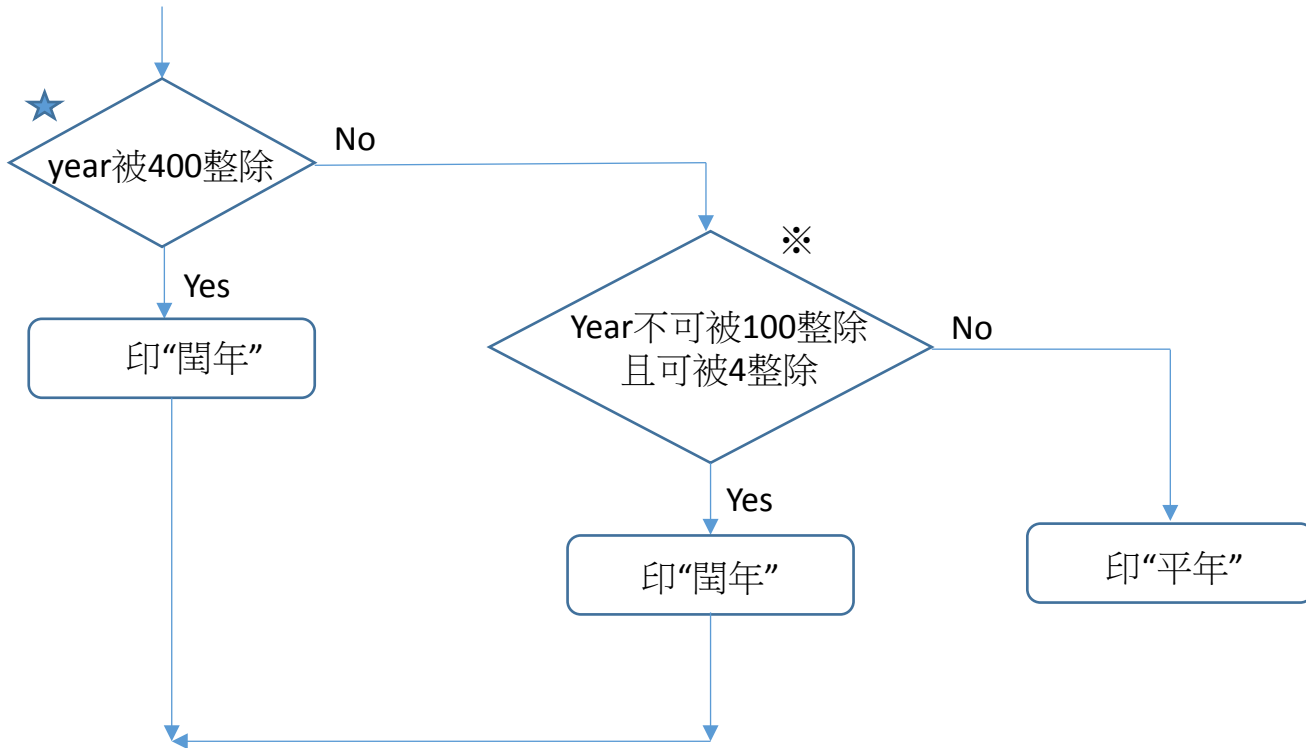 No
year被400整除
※
Yes
Year不可被100整除
且可被4整除
No
印“閏年”
Yes
印“閏年”
印“平年”